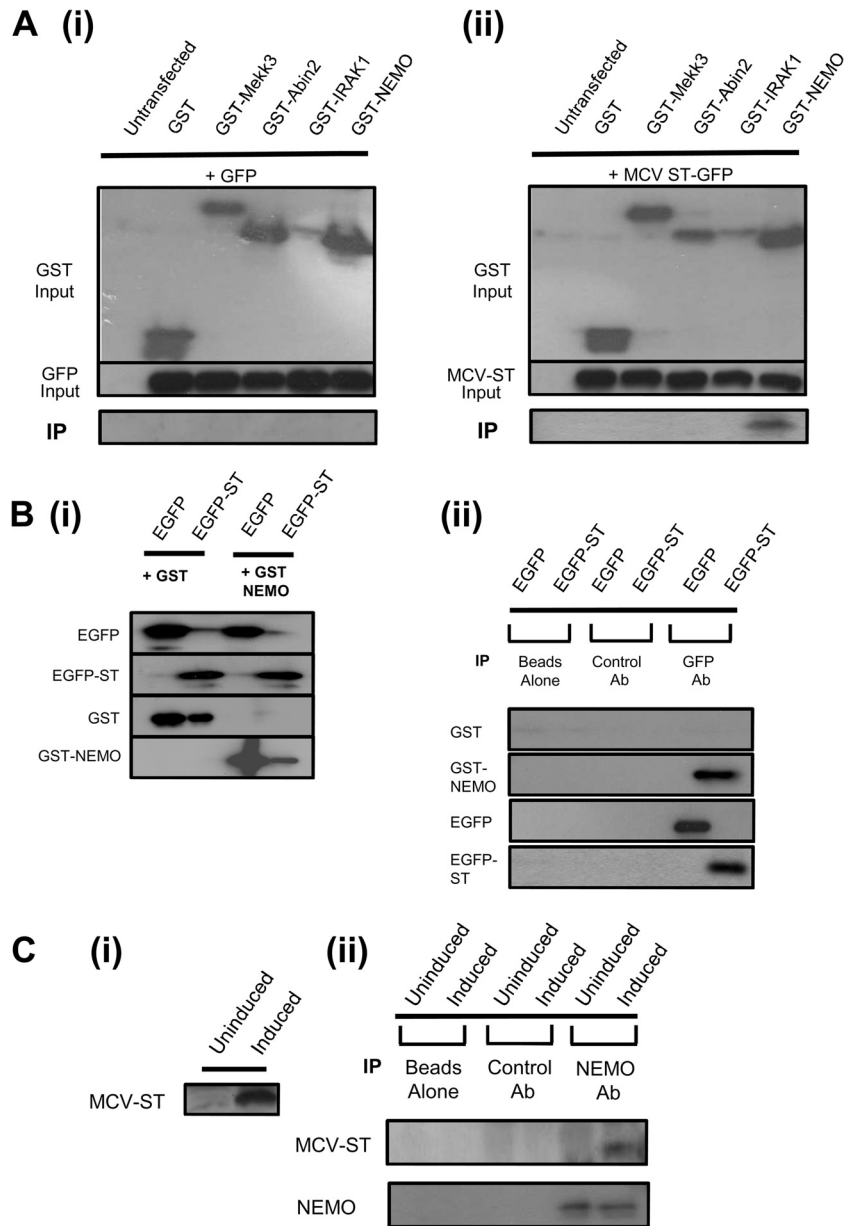 A (i)
Untransfected
GST
GST-Mekk3
GST-Abin2
GST-IRAK1
GST-NEMO
+ GFP
GST
Input
GFP
Input
IP
(ii)
Untransfected
GST
GST-Mekk3
GST-Abin2
GST-IRAK1
GST-NEMO
+ MCV ST-GFP
GST
Input
MCV-ST
Input
IP
B (i)
EGFP
EGFP-ST
EGFP
EGFP-ST
+ GST
+ GST
NEMO
EGFP
EGFP-ST
GST
GST-NEMO
(ii)
EGFP
EGFP-ST
EGFP
EGFP-ST
EGFP
EGFP-ST
IP
Beads
Alone
Control
Ab
GFP
Ab
GST
GST-
NEMO
EGFP
EGFP-
ST
C (i)
Uninduced
Induced
MCV-ST
(ii)
Uninduced
Induced
Uninduced
Induced
Uninduced
Induced
IP
Beads
Alone
Control
Ab
NEMO
Ab
MCV-ST
NEMO